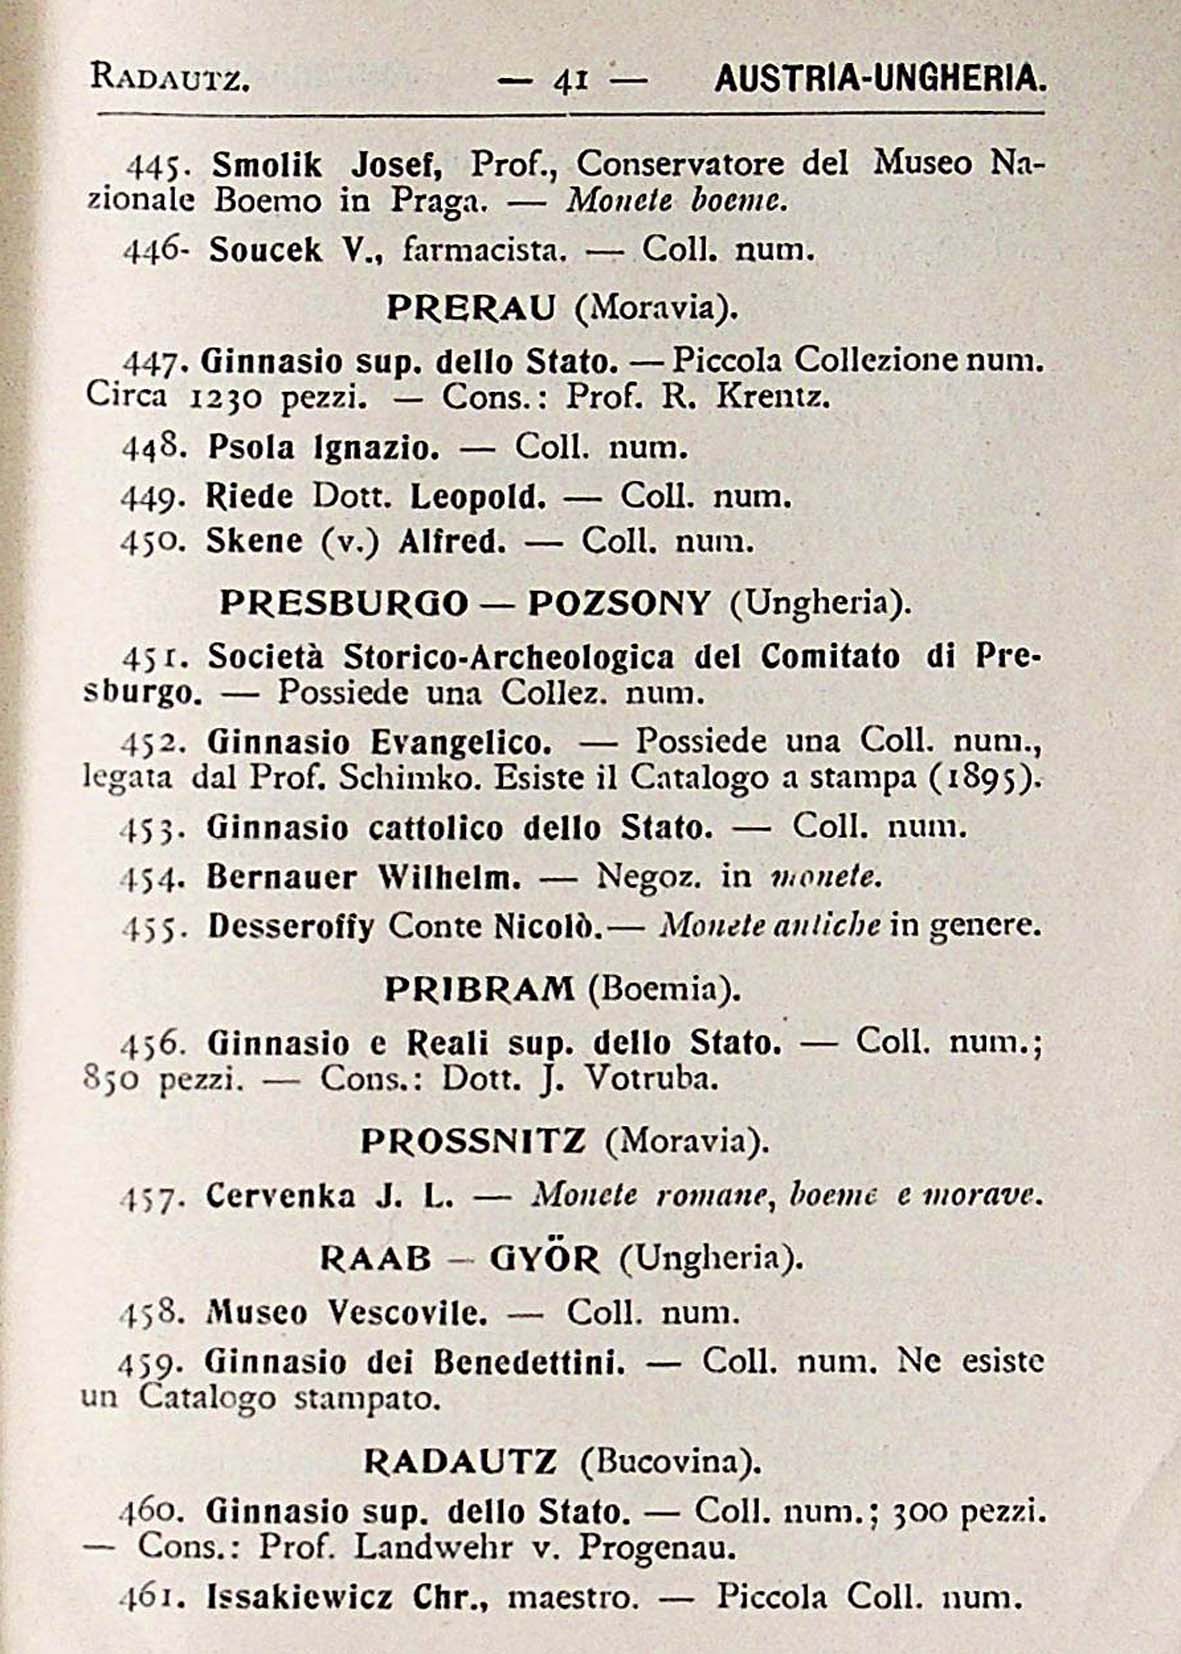 RADAUTZ. — 41 — AUSTRIA-UNGHERIA.
445. Smolik Josef, Prof., Conservatore del Museo Na-
zionale Boemo in Praga. — Monete boeme.
446- Soucek V., farmacista. — Coll. num.
PRERAU (Moravia).
447. Ginnasio sup. dello Stato. — Piccola Collezione num.
Circa 1230 pezzi. — Cons.: Prof. R. Krentz.
448. Psola Ignazio. — Coll. num.
449. Riede Dott. Leopold. — Coll. num.
450. Skene (v.) Alfred. — Coll. num.
PRESBURGO — POZSONY (Ungheria).
451. Società Storico-Archeologica del Comitato di Pre-
sburgo. — Possiede una Collez. num.
452. Ginnasio Evangelico. — Possiede una Coll. num.,
legata dal Prof. Schimko. Esiste il Catalogo a stampa (1895).
453. Ginnasio cattolico dello Stato. — Coll. num.
454. Bernauer Wilhelm. — Negoz. in monete.
455. Desseroffy Conte Nicolò. — Monete antiche in genere.
PRIBRAM (Boemia).
456. Ginnasio e Reali sup. dello Stato. — Coll. num.;
850 pezzi. — Cons.: Dott. J. Votruba.
PROSSNITZ (Moravia).
457. Cervenka J. L. — Monete romane, boeme e morave.
RAAB — GYÖR (Ungheria).
458. Museo Vescovile. — Coll. num.
459. Ginnasio dei Benedettini. — Coll. num. Ne esiste
un Catalogo stampato.
RADAUTZ (Bucovina).
460. Ginnasio sup. dello Stato. — Coll. num.; 300 pezzi.
— Cons.: Prof. Landwehr v. Progenau.
461. Issakiewicz Chr., maestro. — Piccola Coll. num.